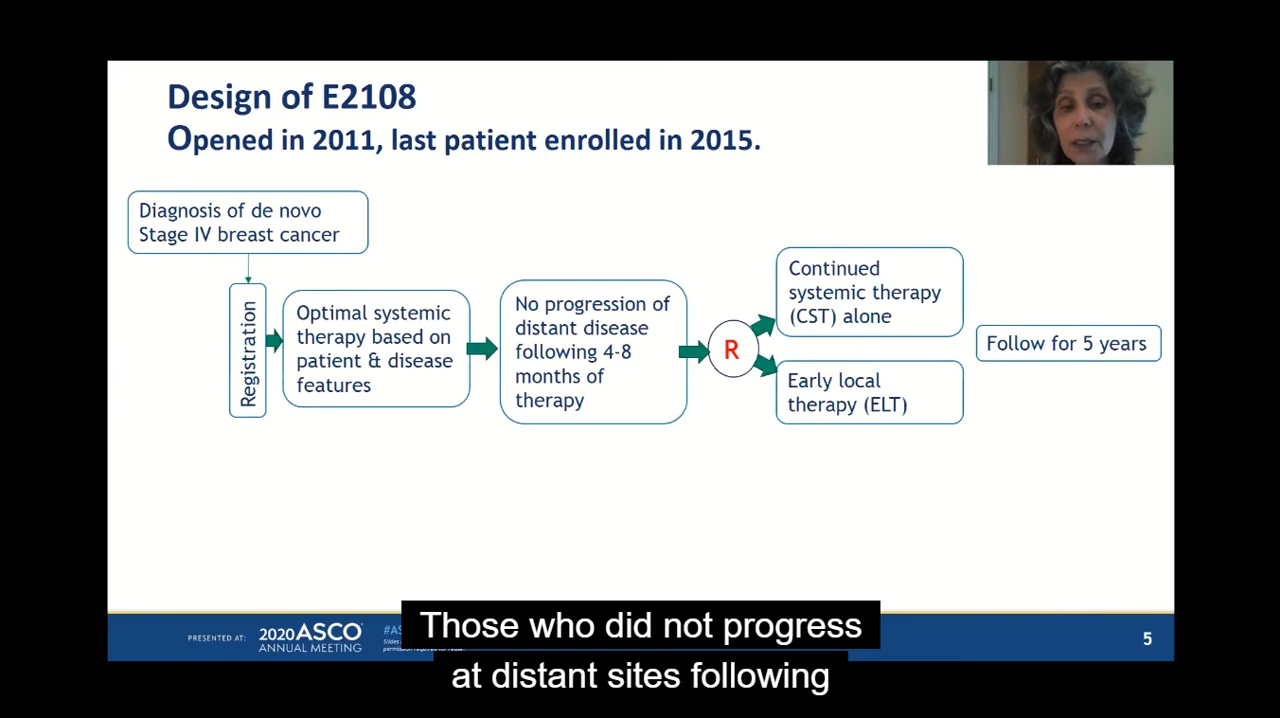 Design of E2108
Opened in 2011, last patient enrolled in 2015.
Diagnosis of de novo
Stage IV breast cancer
Registration
Optimal systemic
therapy based on
patient & disease
features
No progression of
distant disease
following 4-8
months of
therapy
R
Continued
systemic therapy
(CST) alone
Early local
therapy (ELT)
Follow for 5 years
PRESENTED AT:
2020ASCO
ANNUAL MEETING
#AS
5
Those who did not progress
at distant sites following